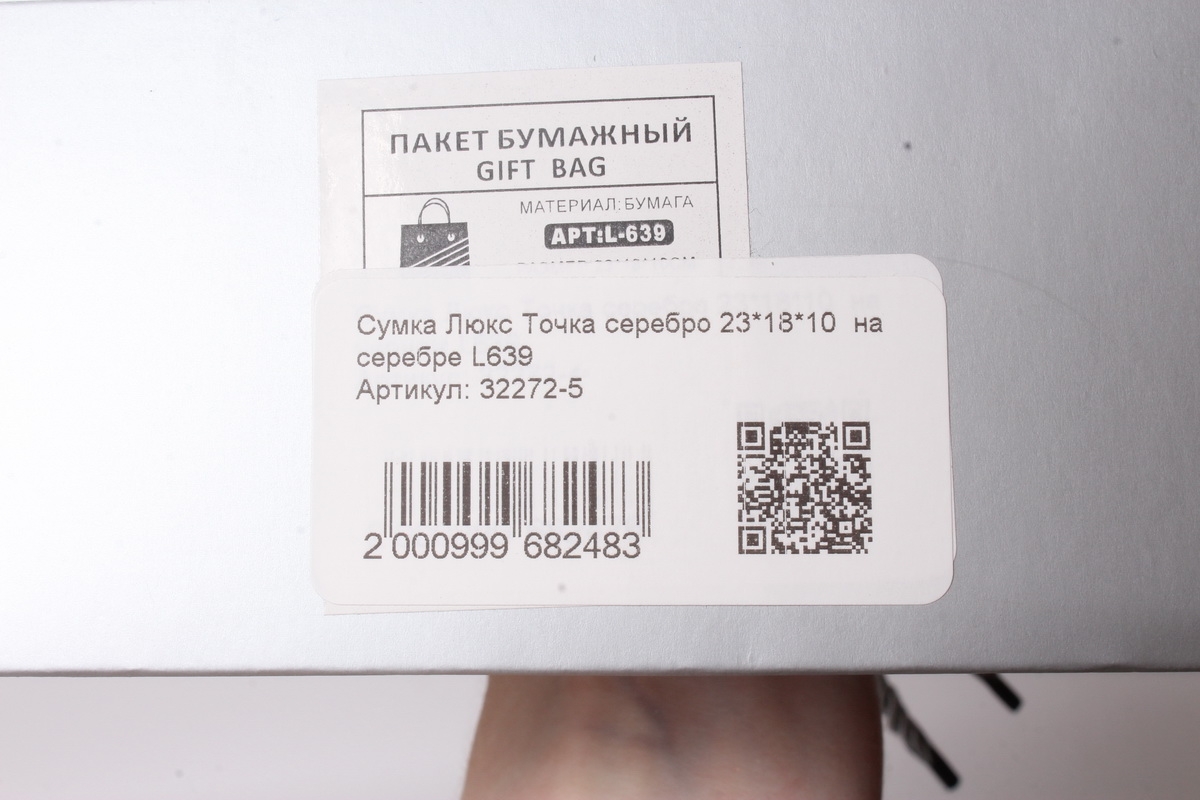 ПАКЕТ БУМАЖНЫЙ
GIFT BAG
МАТЕРИАЛ:БУМАГА
АРТ:L-639
Сумка Люкс Точка серебро 23*18*10 на
серебре L639
Артикул: 32272-5
2 000999 682483